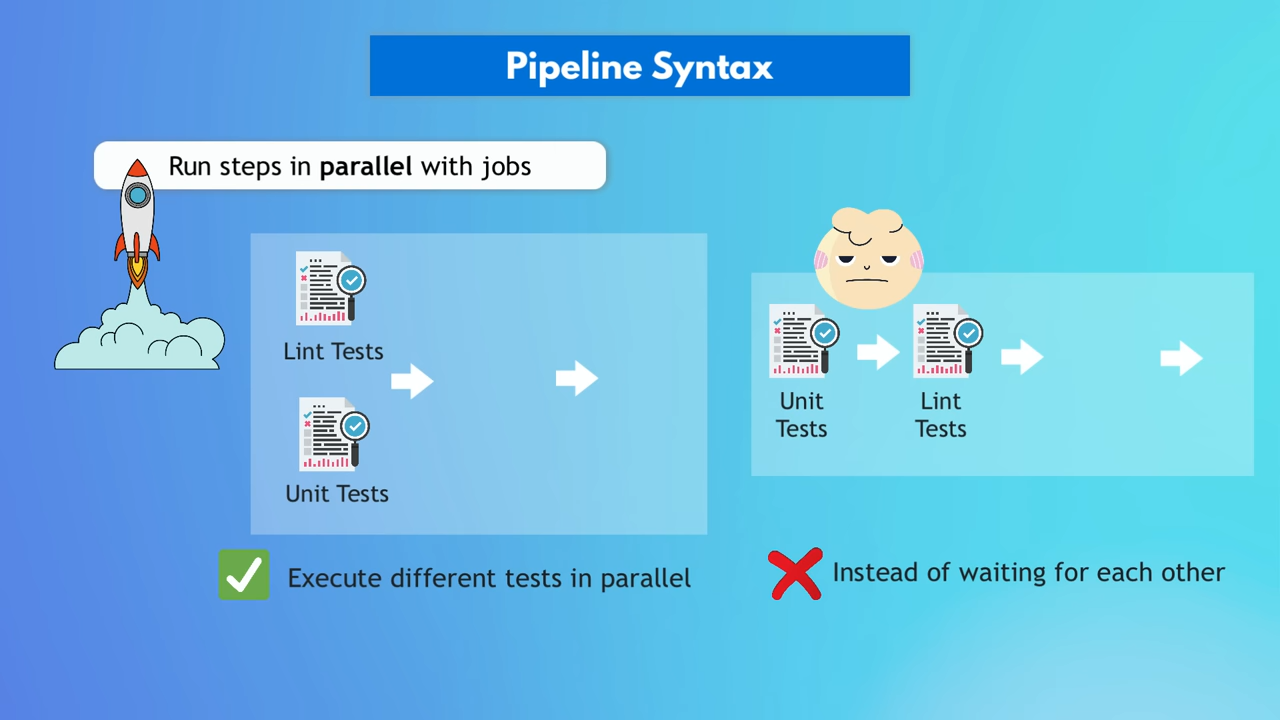 Pipeline Syntax
Run steps in parallel with jobs
Lint Tests
Unit Tests
Execute different tests in parallel
Unit
Tests
Lint
Tests
Instead of waiting for each other